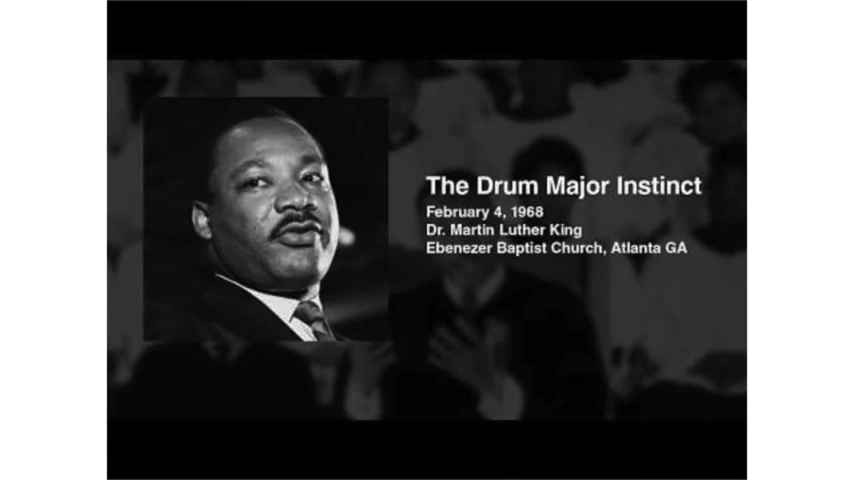 The Drum Major Instinct
February 4, 1968
Dr. Martin Luther King
Ebenezer Baptist Church, Atlanta GA